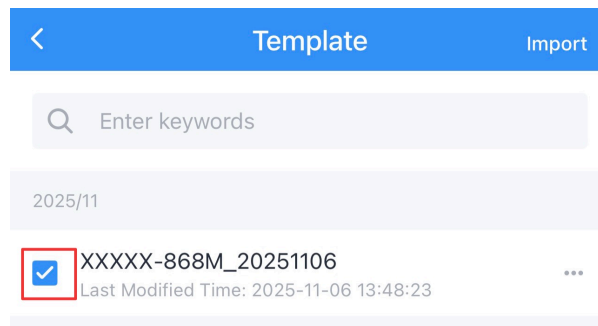 Template
Import
Enter keywords
2025/11
XXXXX-868M_20251106
Last Modified Time: 2025-11-06 13:48:23